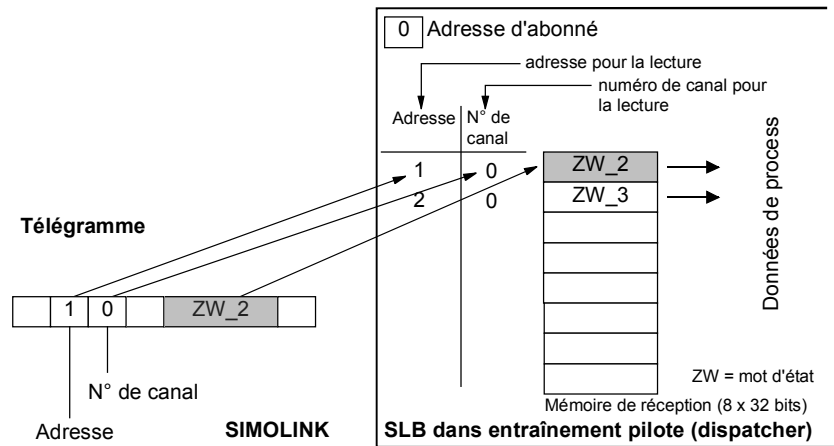 0 Adresse d'abonné
adresse pour la lecture
numéro de canal pour
la lecture
Adresse N° de
canal
1 0 ZW_2
2 0 ZW_3
Données de process
Télégramme
1 0 ZW_2
N° de canal
Adresse
SIMOLINK
ZW = mot d'état
Mémoire de réception (8 x 32 bits)
SLB dans entraînement pilote (dispatcher)